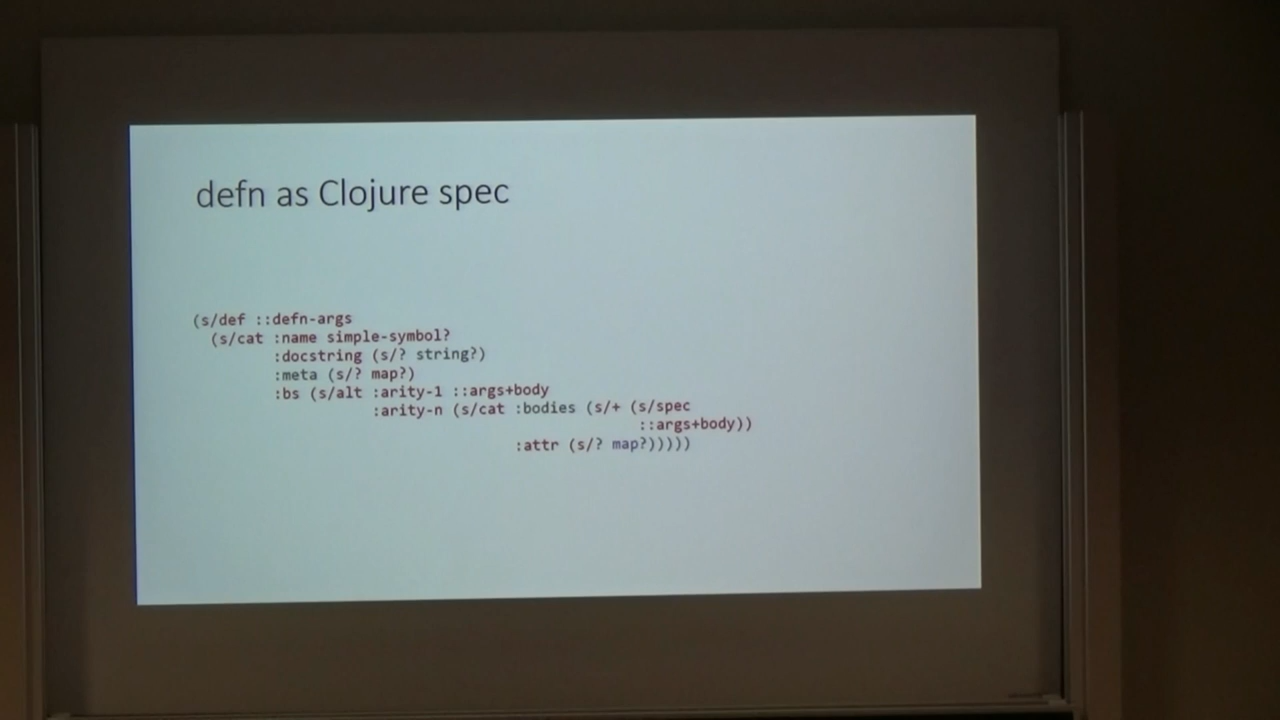 defn as Clojure spec
(s/def ::defn-args
(s/cat :name simple-symbol?
:docstring (s/? string?)
:meta (s/? map?)
:bs (s/alt :arity-1 ::args+body
:arity-n (s/cat :bodies (s/+ (s/spec
::args+body))
:attr (s/? map?)))))